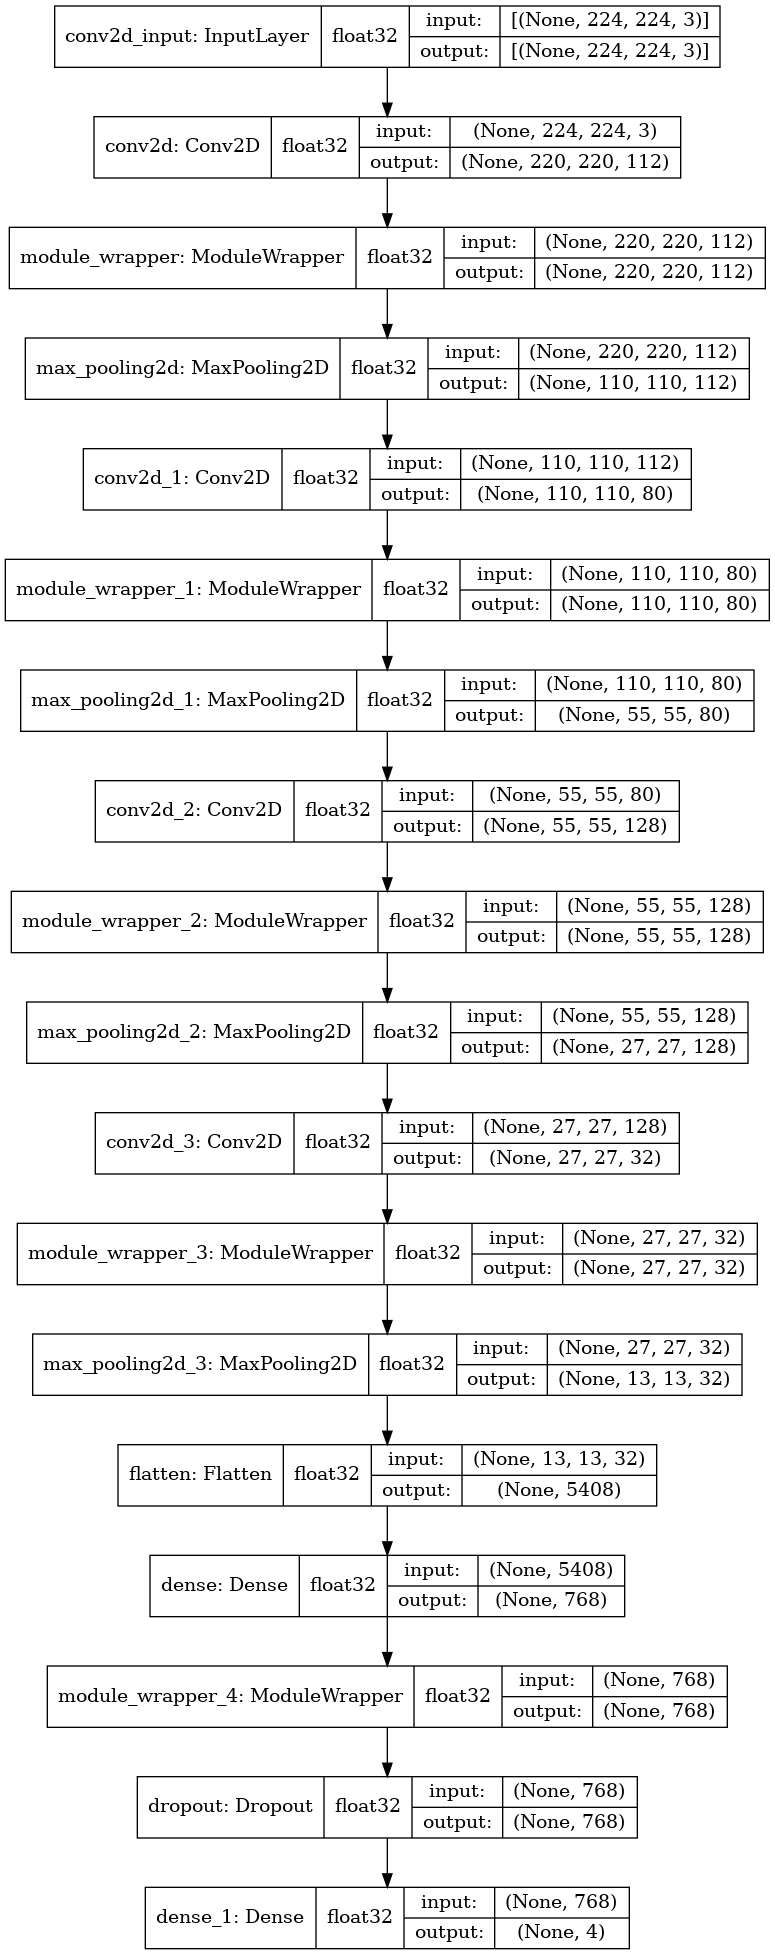 conv2d_input: InputLayer float32 input: [(None, 224, 224, 3)]
output: [(None, 224, 224, 3)]
conv2d: Conv2D float32 input: (None, 224, 224, 3)
output: (None, 220, 220, 112)
module_wrapper: ModuleWrapper float32 input: (None, 220, 220, 112)
output: (None, 220, 220, 112)
max_pooling2d: MaxPooling2D float32 input: (None, 220, 220, 112)
output: (None, 110, 110, 112)
conv2d_1: Conv2D float32 input: (None, 110, 110, 112)
output: (None, 110, 110, 80)
module_wrapper_1: ModuleWrapper float32 input: (None, 110, 110, 80)
output: (None, 110, 110, 80)
max_pooling2d_1: MaxPooling2D float32 input: (None, 110, 110, 80)
output: (None, 55, 55, 80)
conv2d_2: Conv2D float32 input: (None, 55, 55, 80)
output: (None, 55, 55, 128)
module_wrapper_2: ModuleWrapper float32 input: (None, 55, 55, 128)
output: (None, 55, 55, 128)
max_pooling2d_2: MaxPooling2D float32 input: (None, 55, 55, 128)
output: (None, 27, 27, 128)
conv2d_3: Conv2D float32 input: (None, 27, 27, 128)
output: (None, 27, 27, 32)
module_wrapper_3: ModuleWrapper float32 input: (None, 27, 27, 32)
output: (None, 27, 27, 32)
max_pooling2d_3: MaxPooling2D float32 input: (None, 27, 27, 32)
output: (None, 13, 13, 32)
flatten: Flatten float32 input: (None, 13, 13, 32)
output: (None, 5408)
dense: Dense float32 input: (None, 5408)
output: (None, 768)
module_wrapper_4: ModuleWrapper float32 input: (None, 768)
output: (None, 768)
dropout: Dropout float32 input: (None, 768)
output: (None, 768)
dense_1: Dense float32 input: (None, 768)
output: (None, 4)